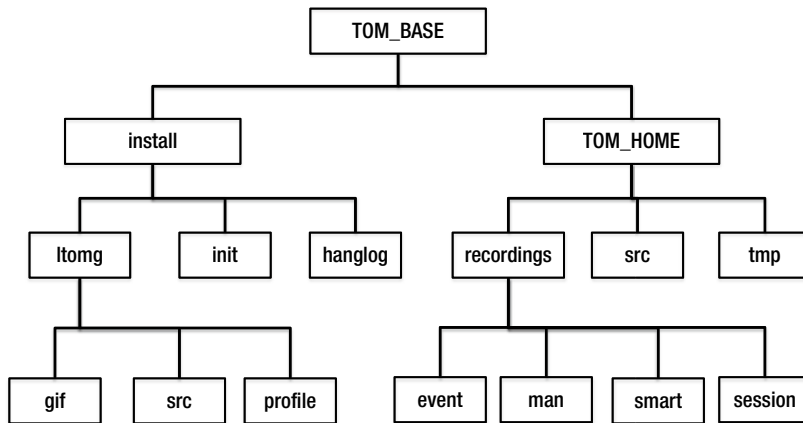 TOM_BASE
install
TOM_HOME
ltomg
init
hanglog
recordings
src
tmp
gif
src
profile
event
man
smart
session